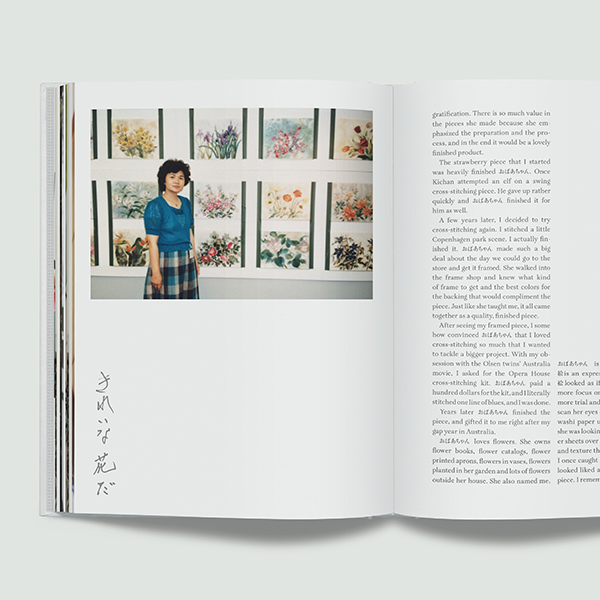 きれいな花だ
gratification. There is so much value in
the pieces she made because she em-
phasized the preparation and the pro-
cess, and in the end it would be a lovely
finished product.
The strawberry piece that I started
was heavily finished おばあちゃん. Once
Kichan attempted an elf on a swing
cross-stitching piece. He gave up rather
quickly and おばあちゃん finished it for
him as well.
A few years later, I decided to try
cross-stitching again. I stitched a little
Copenhagen park scene. I actually fin-
ished it. おばあちゃん made such a big
deal about the day we could go to the
store and get it framed. She walked into
the frame shop and knew what kind
of frame to get and the best colors for
the backing that would compliment the
piece. Just like she taught me, it all came
together as a quality, finished piece.
After seeing my framed piece, I some
how convinced おばあちゃん that I loved
cross-stitching so much that I wanted
to tackle a bigger project. With my ob-
session with the Olsen twins' Australia
movie, I asked for the Opera House
cross-stitching kit. おばあちゃん paid a
hundred dollars for the kit, and I literally
stitched one line of blues, and I was done.
Years later おばあちゃん finished the
piece, and gifted it to me right after my
gap year in Australia.
おばあちゃん loves flowers. She owns
flower books, flower catalogs, flower
printed aprons, flowers in vases, flowers
planted in her garden and lots of flowers
outside her house. She also named me.
おばあちゃん is
絵 is an expres
絵 looked as if
more focus on
more trial and
scan her eyes
washi paper u
she was lookin
er sheets over
and texture th
I once caught
looked liked a
piece. I remem